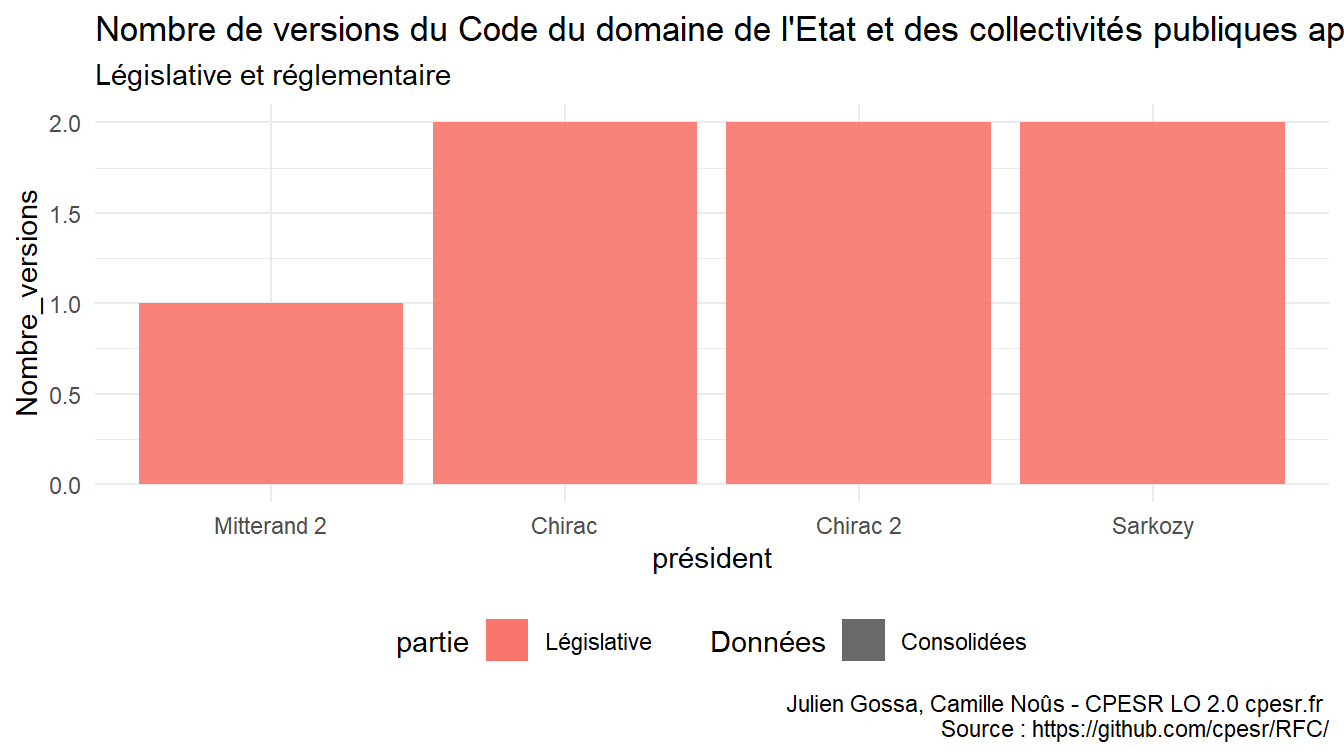 Nombre de versions du Code du domaine de l'Etat et des collectivités publiques ap
Législative et réglementaire
Nombre_versions
2.0
1.5
1.0
0.5
0.0
Mitterand 2 Chirac Chirac 2 Sarkozy
président
partie Législative Données Consolidées
Julien Gossa, Camille Noûs - CPESR LO 2.0 cpesr.fr
Source : https://github.com/cpesr/RFC/